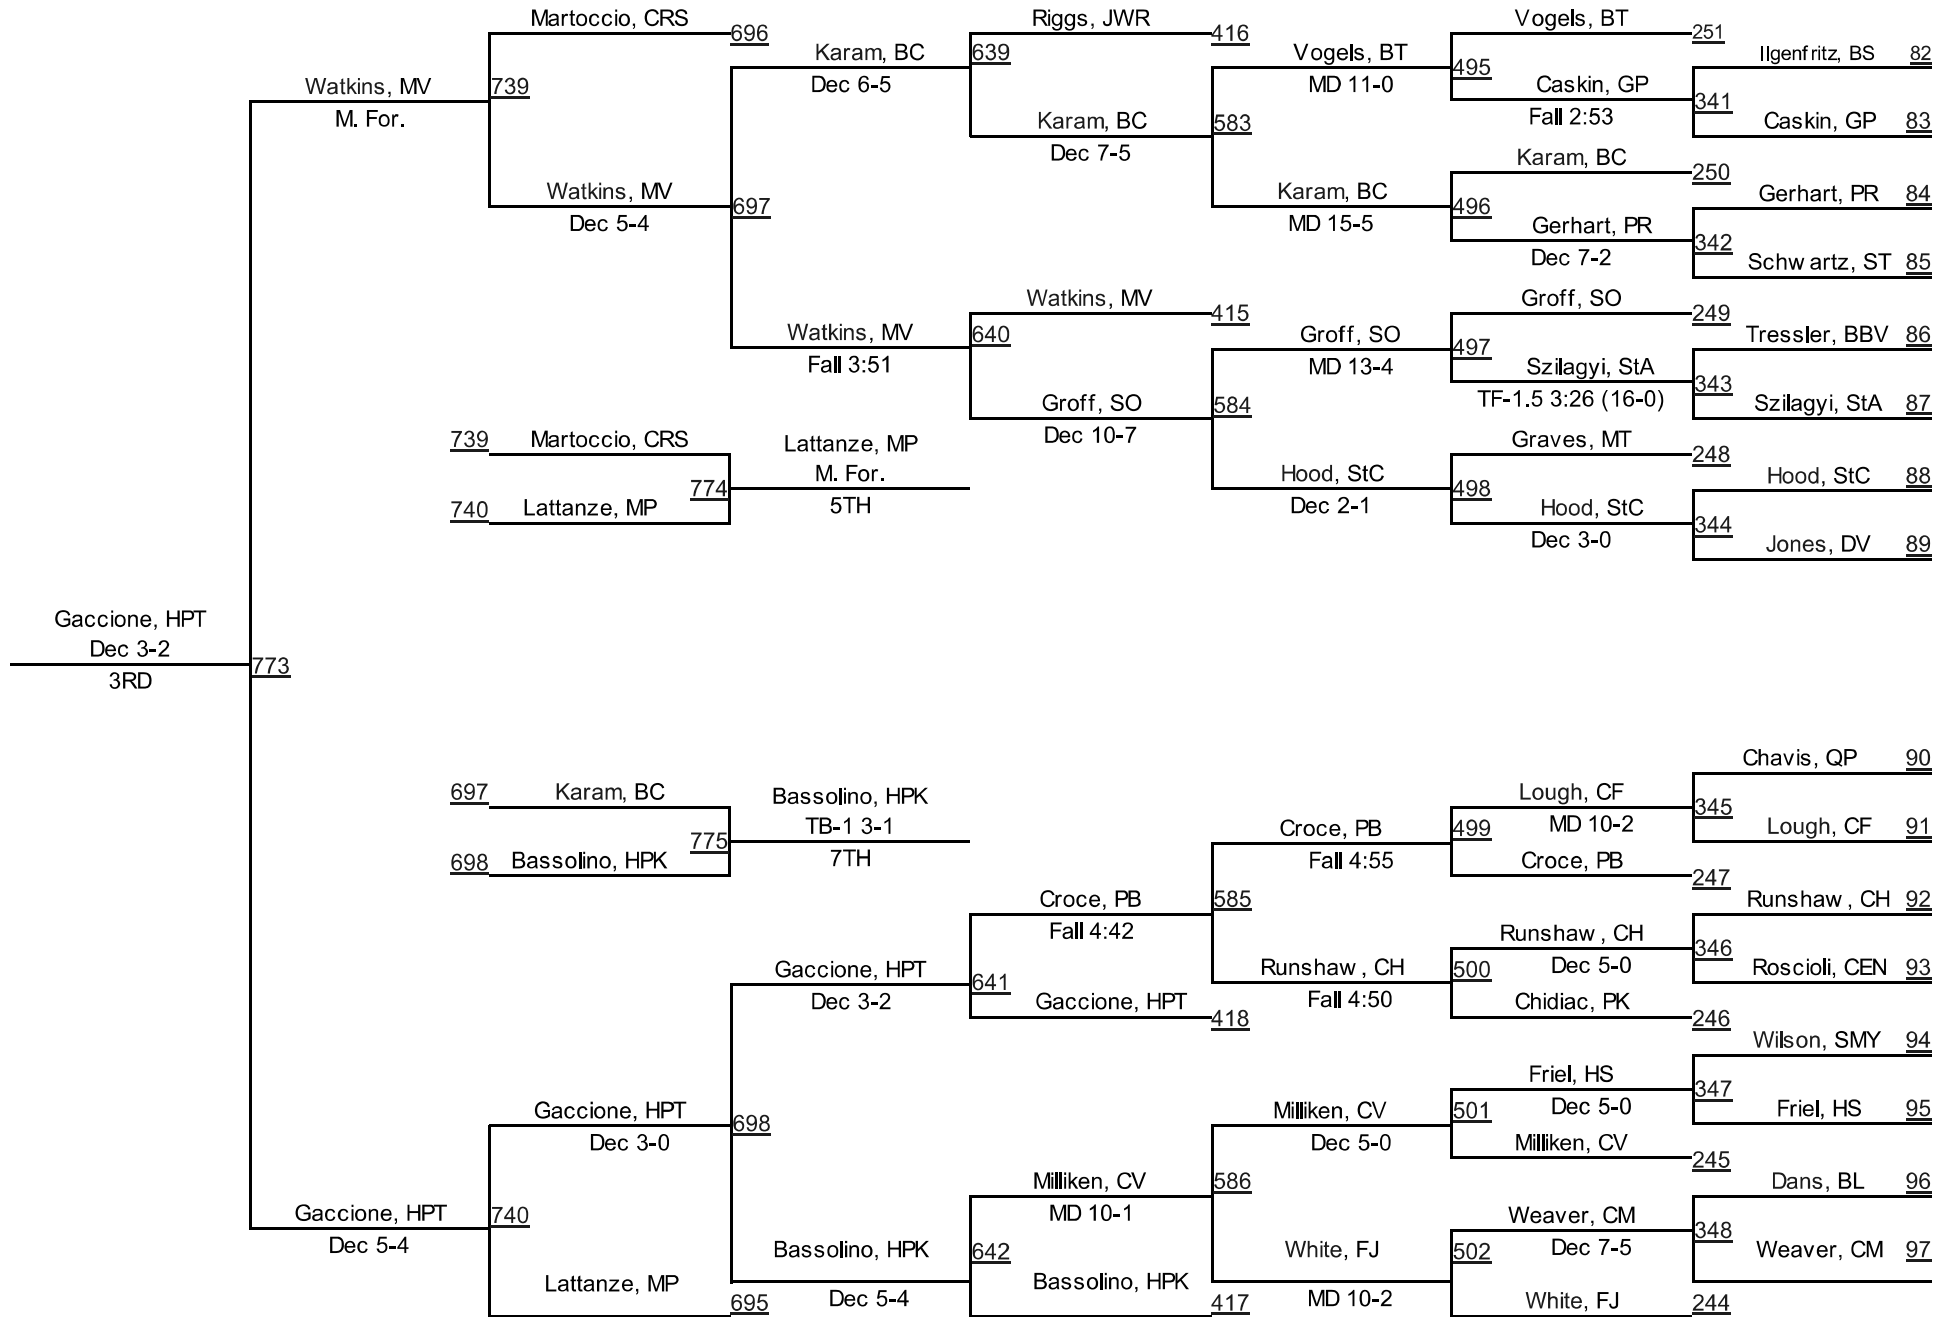 Martoccio, CRS
696
Riggs, JWR
416
Vogels, BT
251
Karam, BC
639
Dec 6-5
Vogels, BT
495
MD 11-0
Ilgenfritz, BS 82
Watkins, MV
739
M. For.
Caskin, GP
341
Fall 2:53
Karam, BC
583
Dec 7-5
Caskin, GP 83
Karam, BC
250
Watkins, MV
697
Dec 5-4
Karam, BC
496
MD 15-5
Gerhart, PR 84
Gerhart, PR
342
Dec 7-2
Schwartz, ST 85
Watkins, MV
415
Groff, SO
249
Watkins, MV
640
Fall 3:51
Groff, SO
497
MD 13-4
Tressler, BBV 86
Szilagyi, StA
343
TF-1.5 3:26 (16-0)
Groff, SO
584
Dec 10-7
Szilagyi, StA 87
739 Martoccio, CRS
Lattanze, MP
M. For.
774
5TH
740 Lattanze, MP
Graves, MT
248
Hood, StC
498
Dec 2-1
Hood, StC 88
Hood, StC
344
Dec 3-0
Jones, DV 89
Gaccione, HPT
Dec 3-2
773
3RD
Chavis, QP 90
697 Karam, BC
Bassolino, HPK
TB-1 3-1
775
7TH
698 Bassolino, HPK
Lough, CF
345
MD 10-2
Croce, PB
499
Fall 4:55
Lough, CF 91
Croce, PB
247
Croce, PB
585
Fall 4:42
Runshaw, CH 92
Runshaw, CH
346
Dec 5-0
Gaccione, HPT
641
Dec 3-2
Runshaw, CH
500
Fall 4:50
Roscioli, CEN 93
Gaccione, HPT
418
Chidiac, PK
246
Wilson, SMY 94
Friel, HS
347
Dec 5-0
Gaccione, HPT
698
Dec 3-0
Milliken, CV
501
Dec 5-0
Friel, HS 95
Milliken, CV
245
Milliken, CV
586
MD 10-1
Dans, BL 96
Gaccione, HPT
740
Dec 5-4
Weaver, CM
348
Dec 7-5
Bassolino, HPK
642
Dec 5-4
White, FJ
502
MD 10-2
Weaver, CM 97
Lattanze, MP
695
Bassolino, HPK
417
White, FJ
244